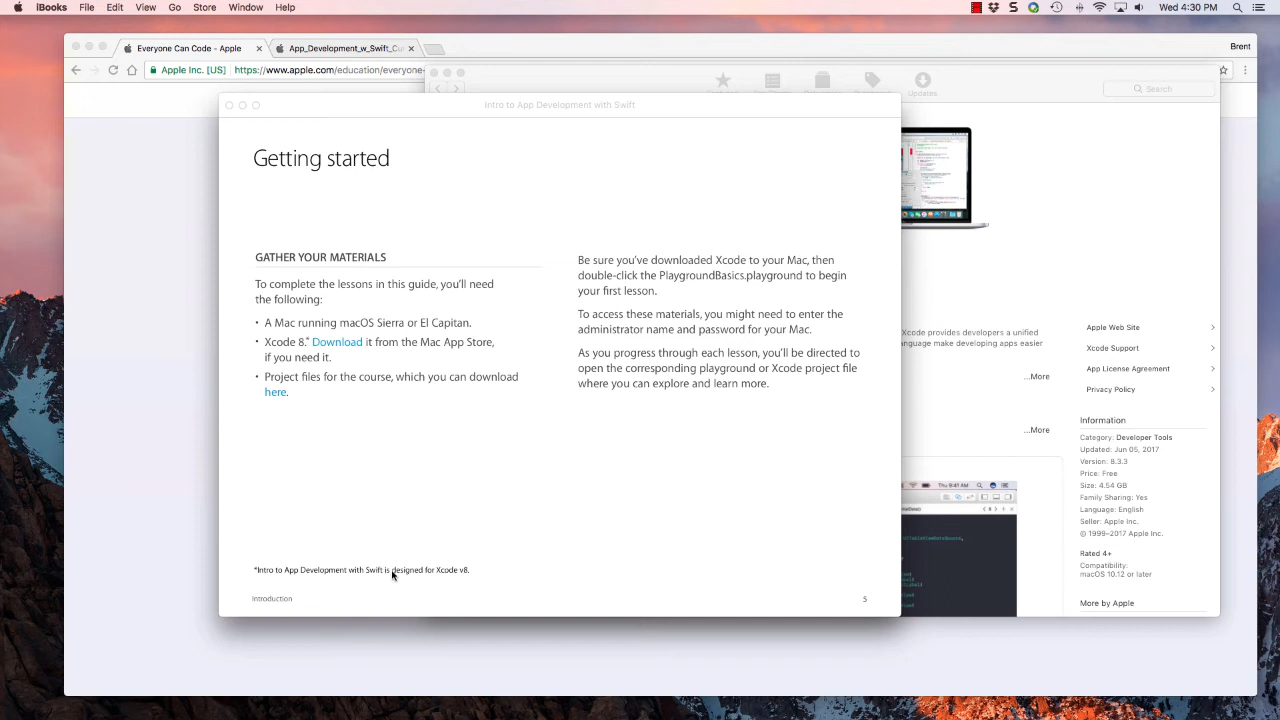 iBooks File Edit View Go Store Window Help
Wed 4:30 PM
Everyone Can Code - Apple
App_Development_w_Swift_Cur
Brent
Apple Inc. [US]
https://www.apple.com/education/everyone-
Updates
Search
Intro to App Development with Swift
Getting started
GATHER YOUR MATERIALS
To complete the lessons in this guide, you'll need
the following:
• A Mac running macOS Sierra or El Capitan.
• Xcode 8.* Download it from the Mac App Store,
if you need it.
• Project files for the course, which you can download
here.
Be sure you've downloaded Xcode to your Mac, then
double-click the PlaygroundBasics.playground to begin
your first lesson.
To access these materials, you might need to enter the
administrator name and password for your Mac.
As you progress through each lesson, you'll be directed to
open the corresponding playground or Xcode project file
where you can explore and learn more.
*Intro to App Development with Swift is designed for Xcode v8.
Introduction
5
Xcode provides developers a unified
nguage make developing apps easier
...More
...More
Thu 9:41 AM
Apple Web Site
Xcode Support
App License Agreement
Privacy Policy
Information
Category: Developer Tools
Updated: Jun 05, 2017
Version: 8.3.3
Price: Free
Size: 4.54 GB
Family Sharing: Yes
Language: English
Seller: Apple Inc.
© 1999–2017 Apple Inc.
Rated 4+
Compatibility:
macOS 10.12 or later
More by Apple